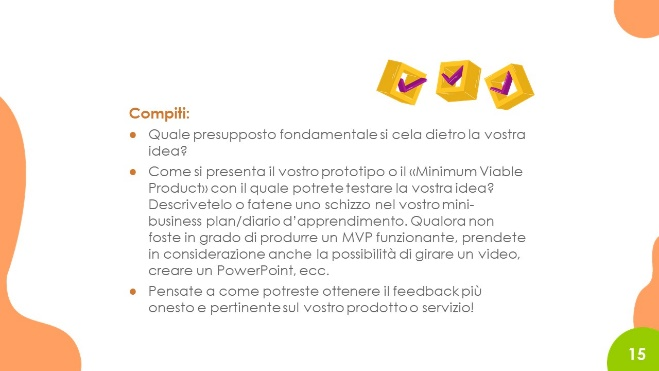 Compiti:
● Quale presupposto fondamentale si cela dietro la vostra
idea?
● Come si presenta il vostro prototipo o il «Minimum Viable
Product» con il quale potrete testare la vostra idea?
Descrivetelo o fatene uno schizzo nel vostro mini-
business plan/diario d'apprendimento. Qualora non
foste in grado di produrre un MVP funzionante, prendete
in considerazione anche la possibilità di girare un video,
creare un PowerPoint, ecc.
● Pensate a come potreste ottenere il feedback più
onesto e pertinente sul vostro prodotto o servizio!
15